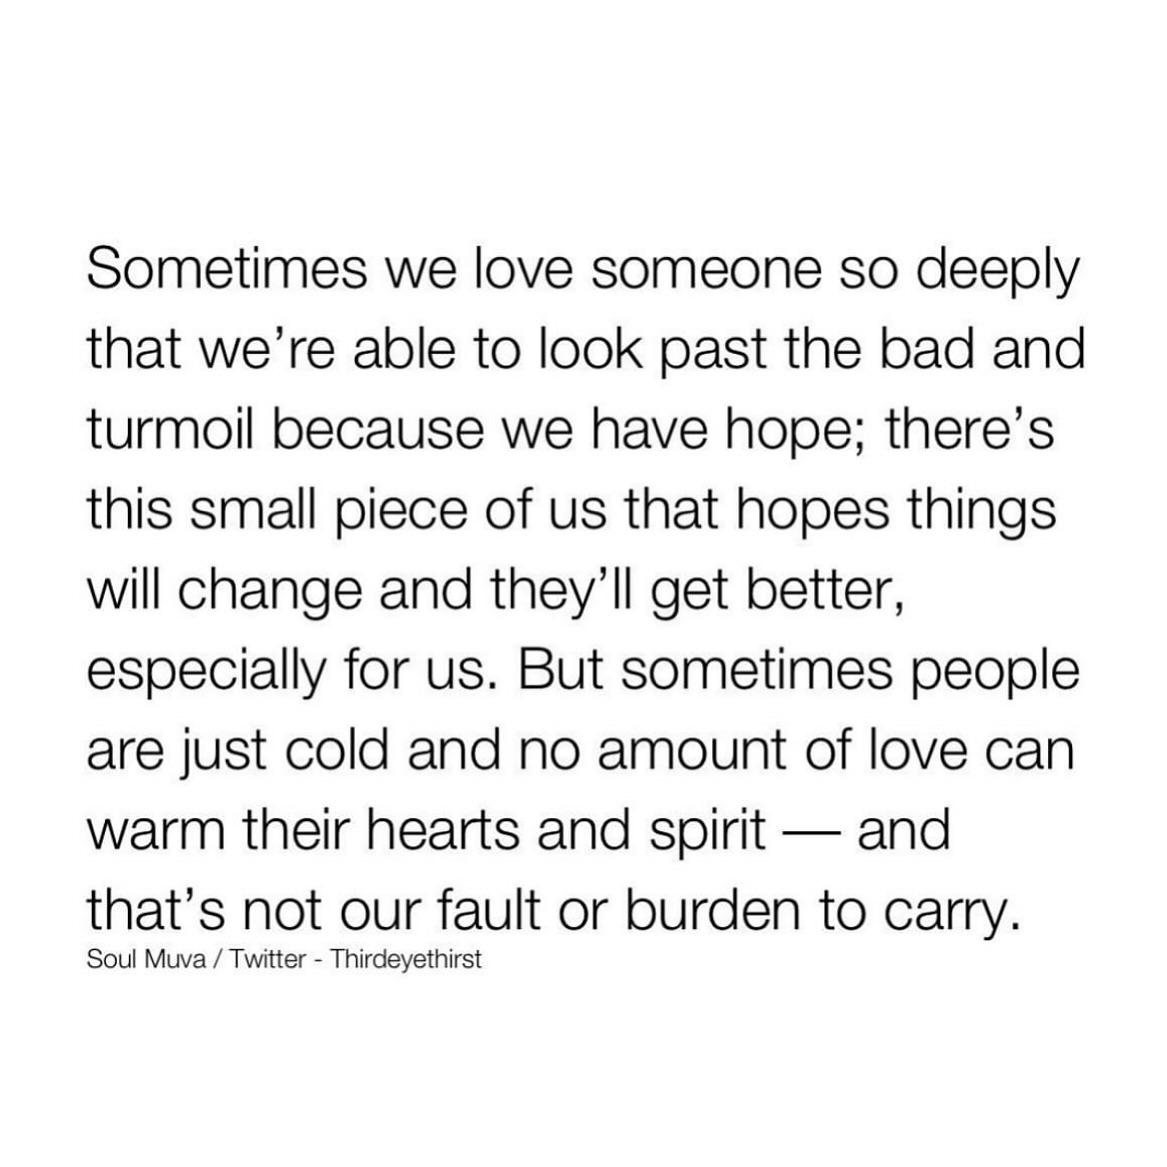 Sometimes we love someone so deeply
that we’re able to look past the bad and
turmoil because we have hope; there’s
this small piece of us that hopes things
will change and they’ll get better,
especially for us. But sometimes people
are just cold and no amount of love can
warm their hearts and spirit — and
that’s not our fault or burden to carry.
Soul Muva / Twitter - Thirdeyethirst